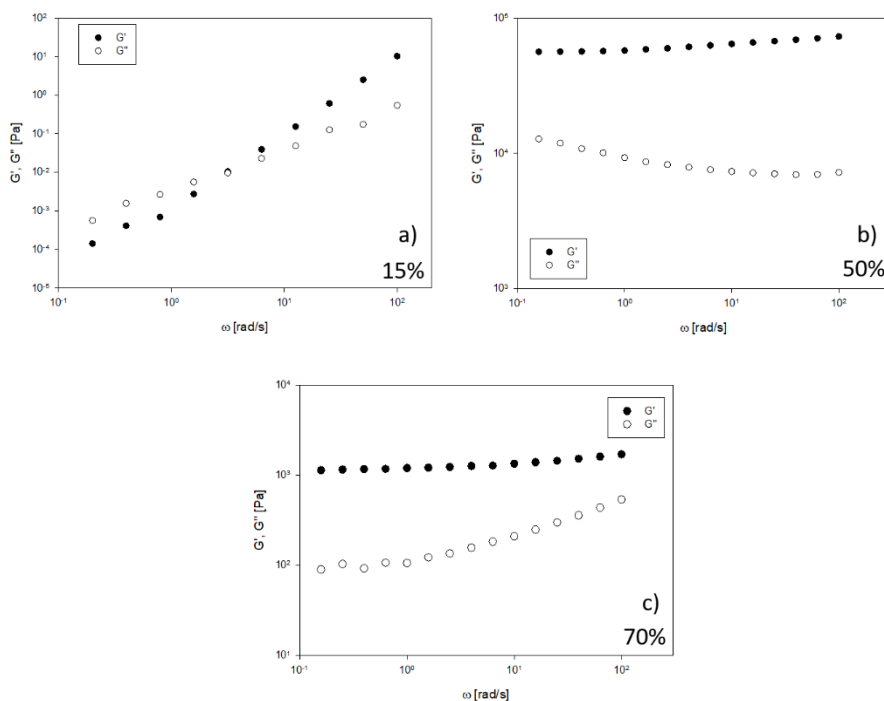 10²
10¹
10⁰
10⁻¹
10⁻²
10⁻³
10⁻⁴
10⁻⁵
G', G'' [Pa]
G'
G''
a)
15%
10⁻¹
10⁰
10¹
10²
ω [rad/s]
10⁵
10⁴
10³
G', G'' [Pa]
G'
G''
b)
50%
10⁻¹
10⁰
10¹
10²
ω [rad/s]
10⁴
10³
10²
10¹
G', G'' [Pa]
G'
G''
c)
70%
10⁻¹
10⁰
10¹
10²
ω [rad/s]